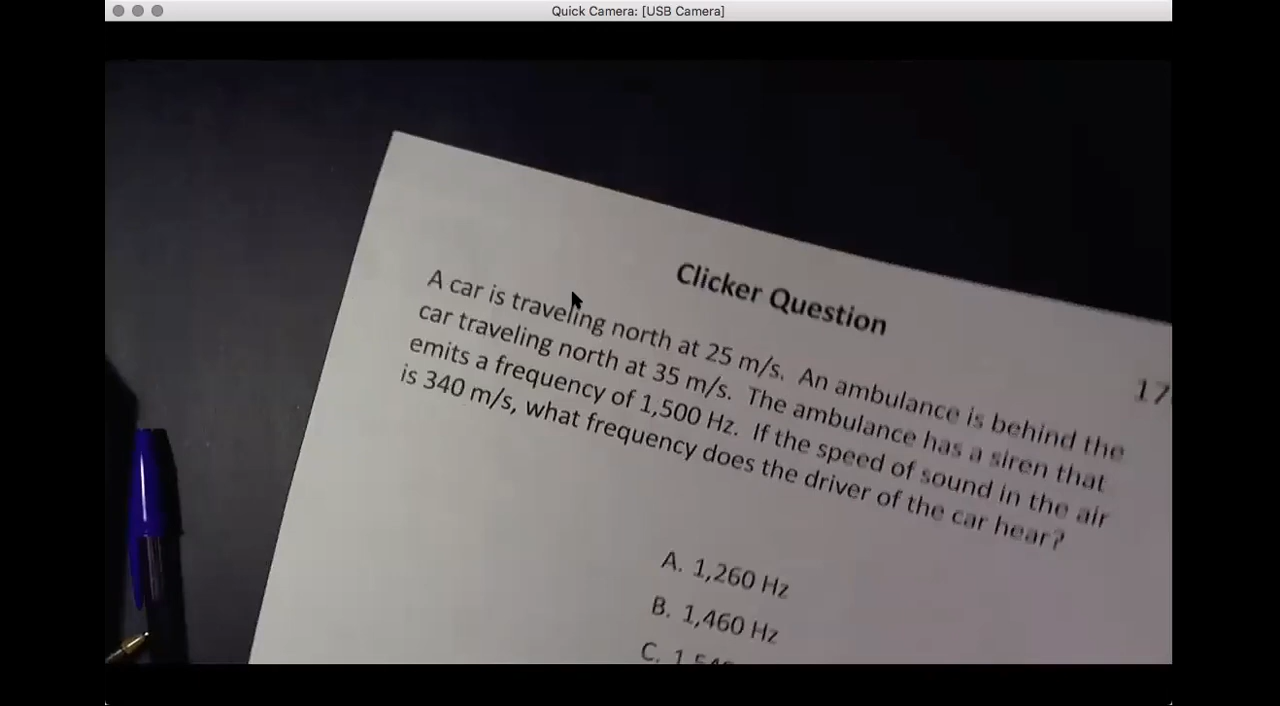 Quick Camera: [USB Camera]
Clicker Question
17
A car is traveling north at 25 m/s. An ambulance is behind the
car traveling north at 35 m/s. The ambulance has a siren that
emits a frequency of 1,500 Hz. If the speed of sound in the air
is 340 m/s, what frequency does the driver of the car hear?
A. 1,260 Hz
B. 1,460 Hz
C.